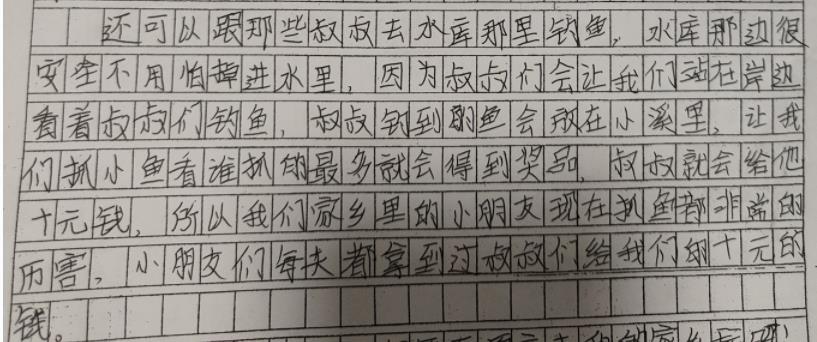 还可以跟那些叔叔去水库那里钓鱼，水库那边很
安全不用怕掉进水里，因为叔叔们会让我们站在岸边
看着叔叔们钓鱼，叔叔钓到的鱼会放在小溪里，让我
们抓小鱼看谁抓的最多就会得到奖品，叔叔就会给他
十元钱，所以我们家乡里的小朋友现在抓鱼都非常的
历害，小朋友们每天都拿到过叔叔们给我们的十元的
钱。